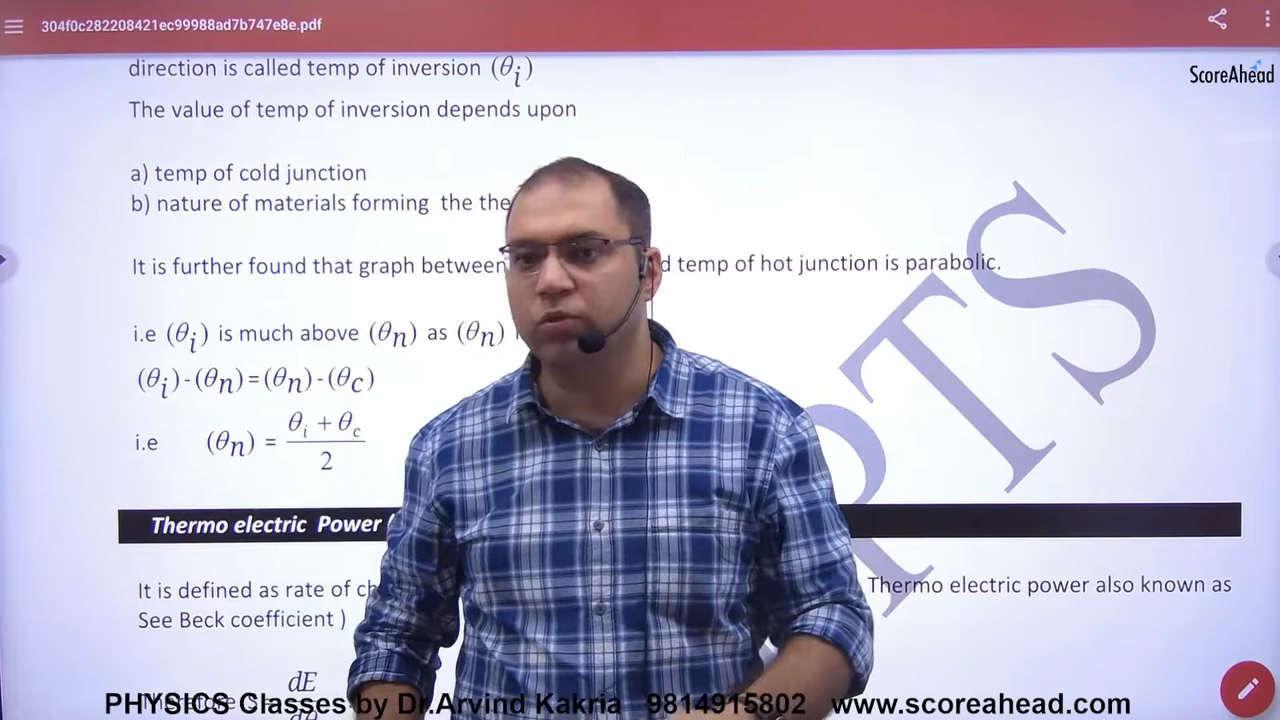 304f0c282208421ec99988ad7b747e8e.pdf
ScoreAhead
direction is called temp of inversion (θi)
The value of temp of inversion depends upon
a) temp of cold junction
b) nature of materials forming the the
It is further found that graph between d temp of hot junction is parabolic.
i.e (θi) is much above (θn) as (θn)
(θi)-(θn)=(θn)-(θc)
i.e (θn) = θi + θc / 2
PTS
Thermo electric Power (
It is defined as rate of ch Thermo electric power also known as
See Beck coefficient )
dE
PHYSICS Classes by Dr.Arvind Kakria 9814915802 www.scoreahead.com